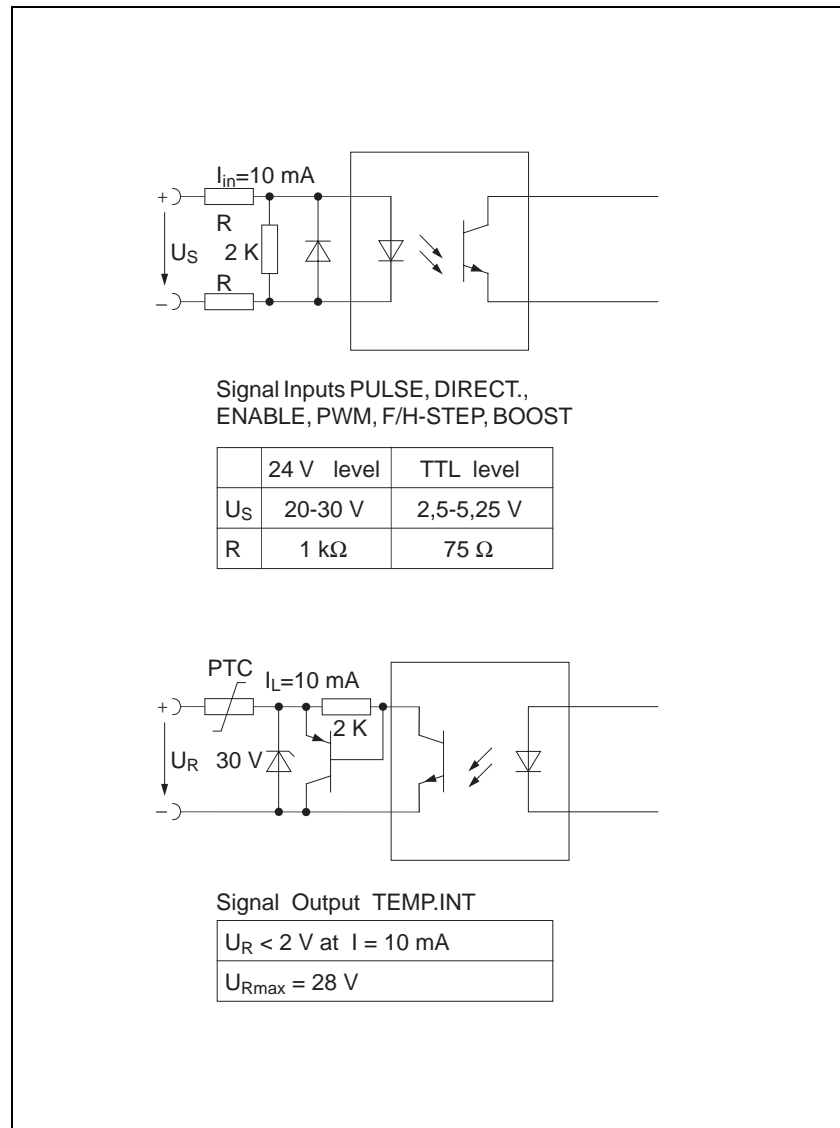 I_in=10 mA
+
R
U_S 2 K
R
–
Signal Inputs PULSE, DIRECT.,
ENABLE, PWM, F/H-STEP, BOOST
24 V level TTL level
U_S 20-30 V 2,5-5,25 V
R 1 kΩ 75 Ω
PTC
I_L=10 mA
+
2 K
U_R 30 V
–
Signal Output TEMP.INT
U_R < 2 V at I = 10 mA
U_Rmax = 28 V